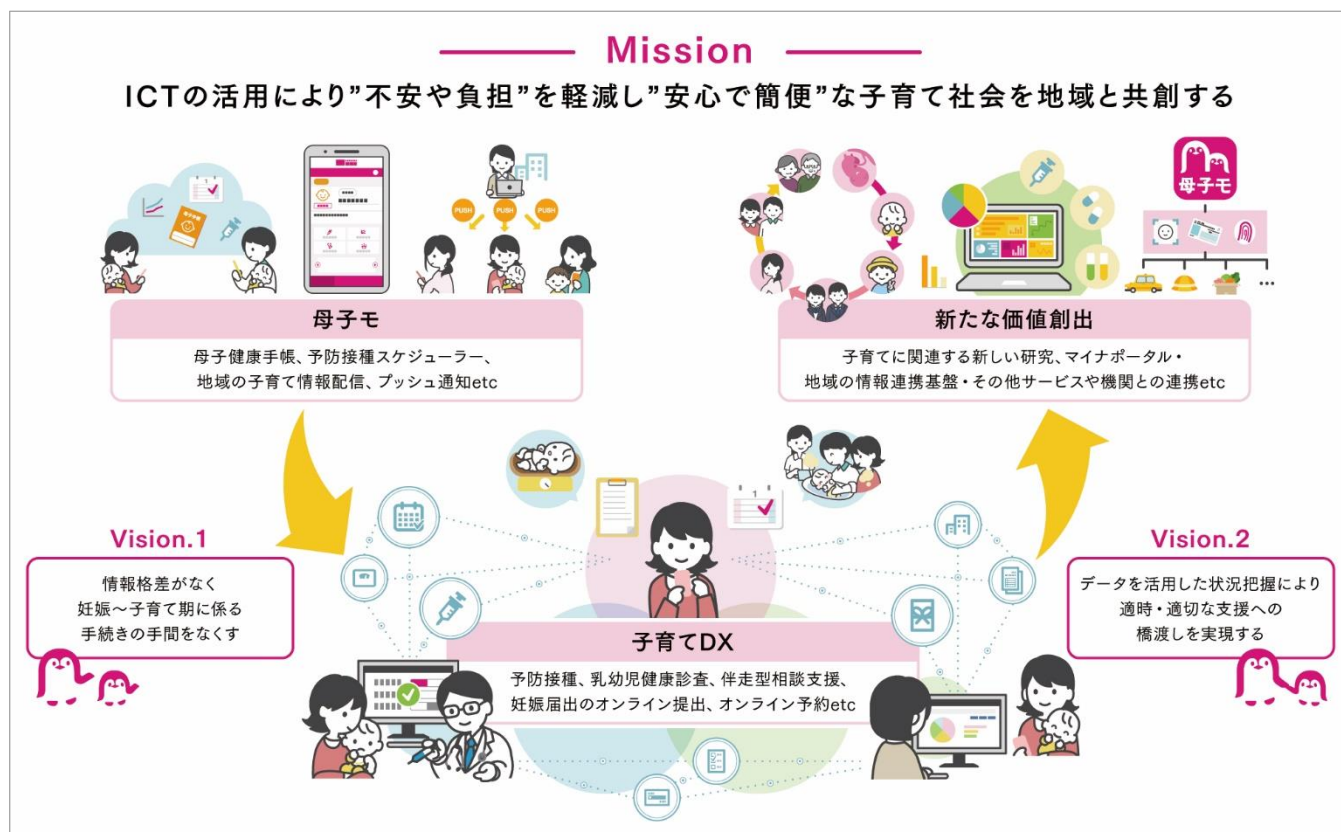 Mission
ICTの活用により”不安や負担”を軽減し”安心で簡便”な子育て社会を地域と共創する
PUSH
PUSH
PUSH
母子手帳
母子モ
母子健康手帳、予防接種スケジューラー、
地域の子育て情報配信、プッシュ通知etc
母子モ
...
新たな価値創出
子育てに関連する新しい研究、マイナポータル・
地域の情報連携基盤・その他サービスや機関との連携etc
1
Vision.1
情報格差がなく
妊娠～子育て期に係る
手続きの手間をなくす
子育てDX
予防接種、乳幼児健康診査、伴走型相談支援、
妊娠届出のオンライン提出、オンライン予約etc
Vision.2
データを活用した状況把握により
適時・適切な支援への
橋渡しを実現する